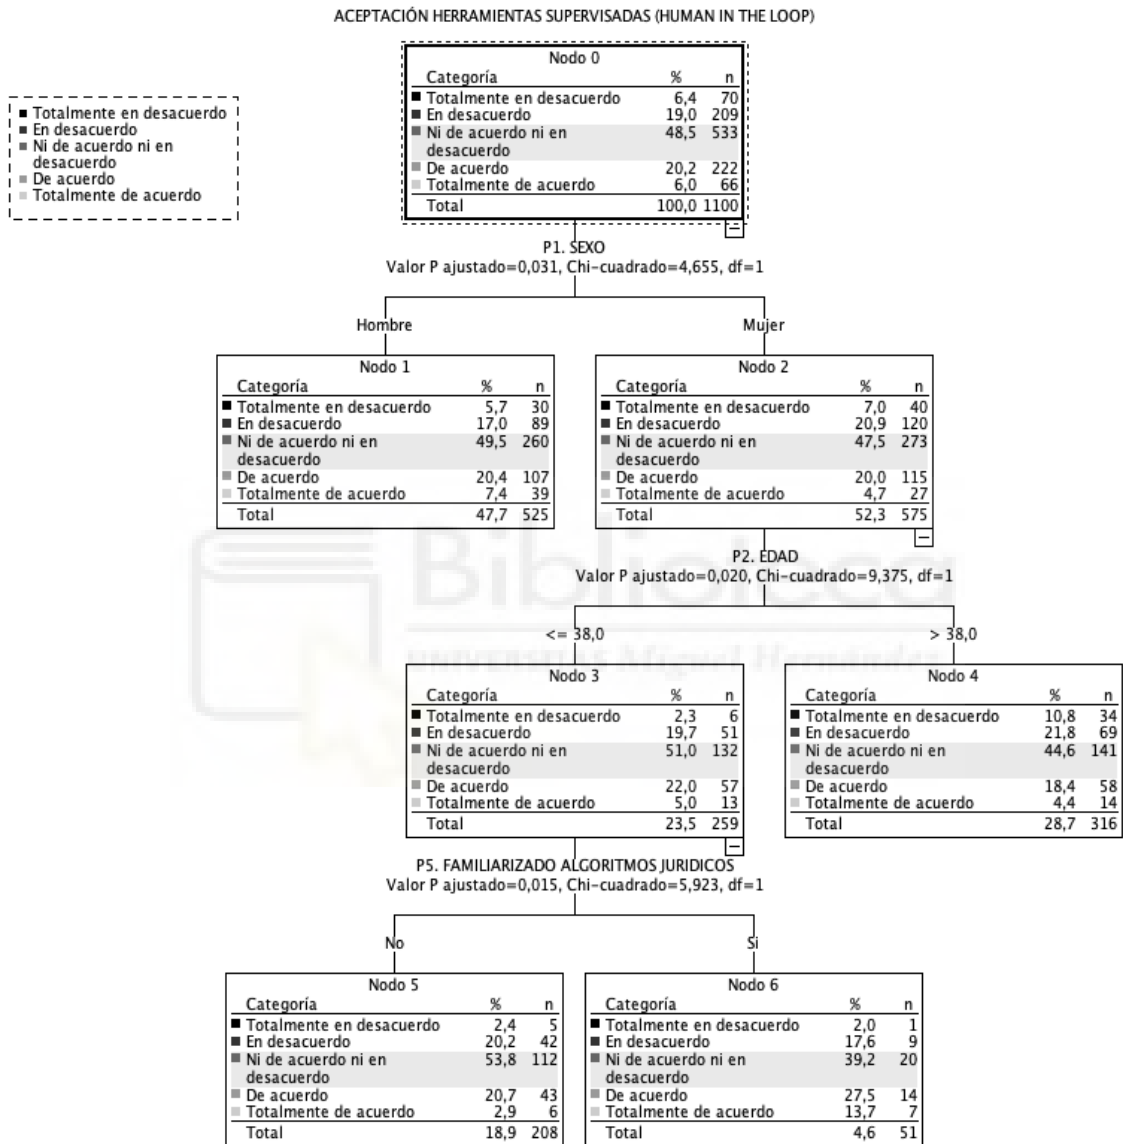 ACEPTACIÓN HERRAMIENTAS SUPERVISADAS (HUMAN IN THE LOOP)
Totalmente en desacuerdo
En desacuerdo
Ni de acuerdo ni en
desacuerdo
De acuerdo
Totalmente de acuerdo
Nodo 0
Categoría % n
Totalmente en desacuerdo 6,4 70
En desacuerdo 19,0 209
Ni de acuerdo ni en 48,5 533
desacuerdo
De acuerdo 20,2 222
Totalmente de acuerdo 6,0 66
Total 100,0 1100
P1. SEXO
Valor P ajustado=0,031, Chi-cuadrado=4,655, df=1
Hombre
Mujer
Nodo 1
Categoría % n
Totalmente en desacuerdo 5,7 30
En desacuerdo 17,0 89
Ni de acuerdo ni en 49,5 260
desacuerdo
De acuerdo 20,4 107
Totalmente de acuerdo 7,4 39
Total 47,7 525
Nodo 2
Categoría % n
Totalmente en desacuerdo 7,0 40
En desacuerdo 20,9 120
Ni de acuerdo ni en 47,5 273
desacuerdo
De acuerdo 20,0 115
Totalmente de acuerdo 4,7 27
Total 52,3 575
Biblioteca
UNIVERSITAS Miguel Hernández
P2. EDAD
Valor P ajustado=0,020, Chi-cuadrado=9,375, df=1
<= 38,0
> 38,0
Nodo 3
Categoría % n
Totalmente en desacuerdo 2,3 6
En desacuerdo 19,7 51
Ni de acuerdo ni en 51,0 132
desacuerdo
De acuerdo 22,0 57
Totalmente de acuerdo 5,0 13
Total 23,5 259
Nodo 4
Categoría % n
Totalmente en desacuerdo 10,8 34
En desacuerdo 21,8 69
Ni de acuerdo ni en 44,6 141
desacuerdo
De acuerdo 18,4 58
Totalmente de acuerdo 4,4 14
Total 28,7 316
P5. FAMILIARIZADO ALGORITMOS JURIDICOS
Valor P ajustado=0,015, Chi-cuadrado=5,923, df=1
No
Si
Nodo 5
Categoría % n
Totalmente en desacuerdo 2,4 5
En desacuerdo 20,2 42
Ni de acuerdo ni en 53,8 112
desacuerdo
De acuerdo 20,7 43
Totalmente de acuerdo 2,9 6
Total 18,9 208
Nodo 6
Categoría % n
Totalmente en desacuerdo 2,0 1
En desacuerdo 17,6 9
Ni de acuerdo ni en 39,2 20
desacuerdo
De acuerdo 27,5 14
Totalmente de acuerdo 13,7 7
Total 4,6 51